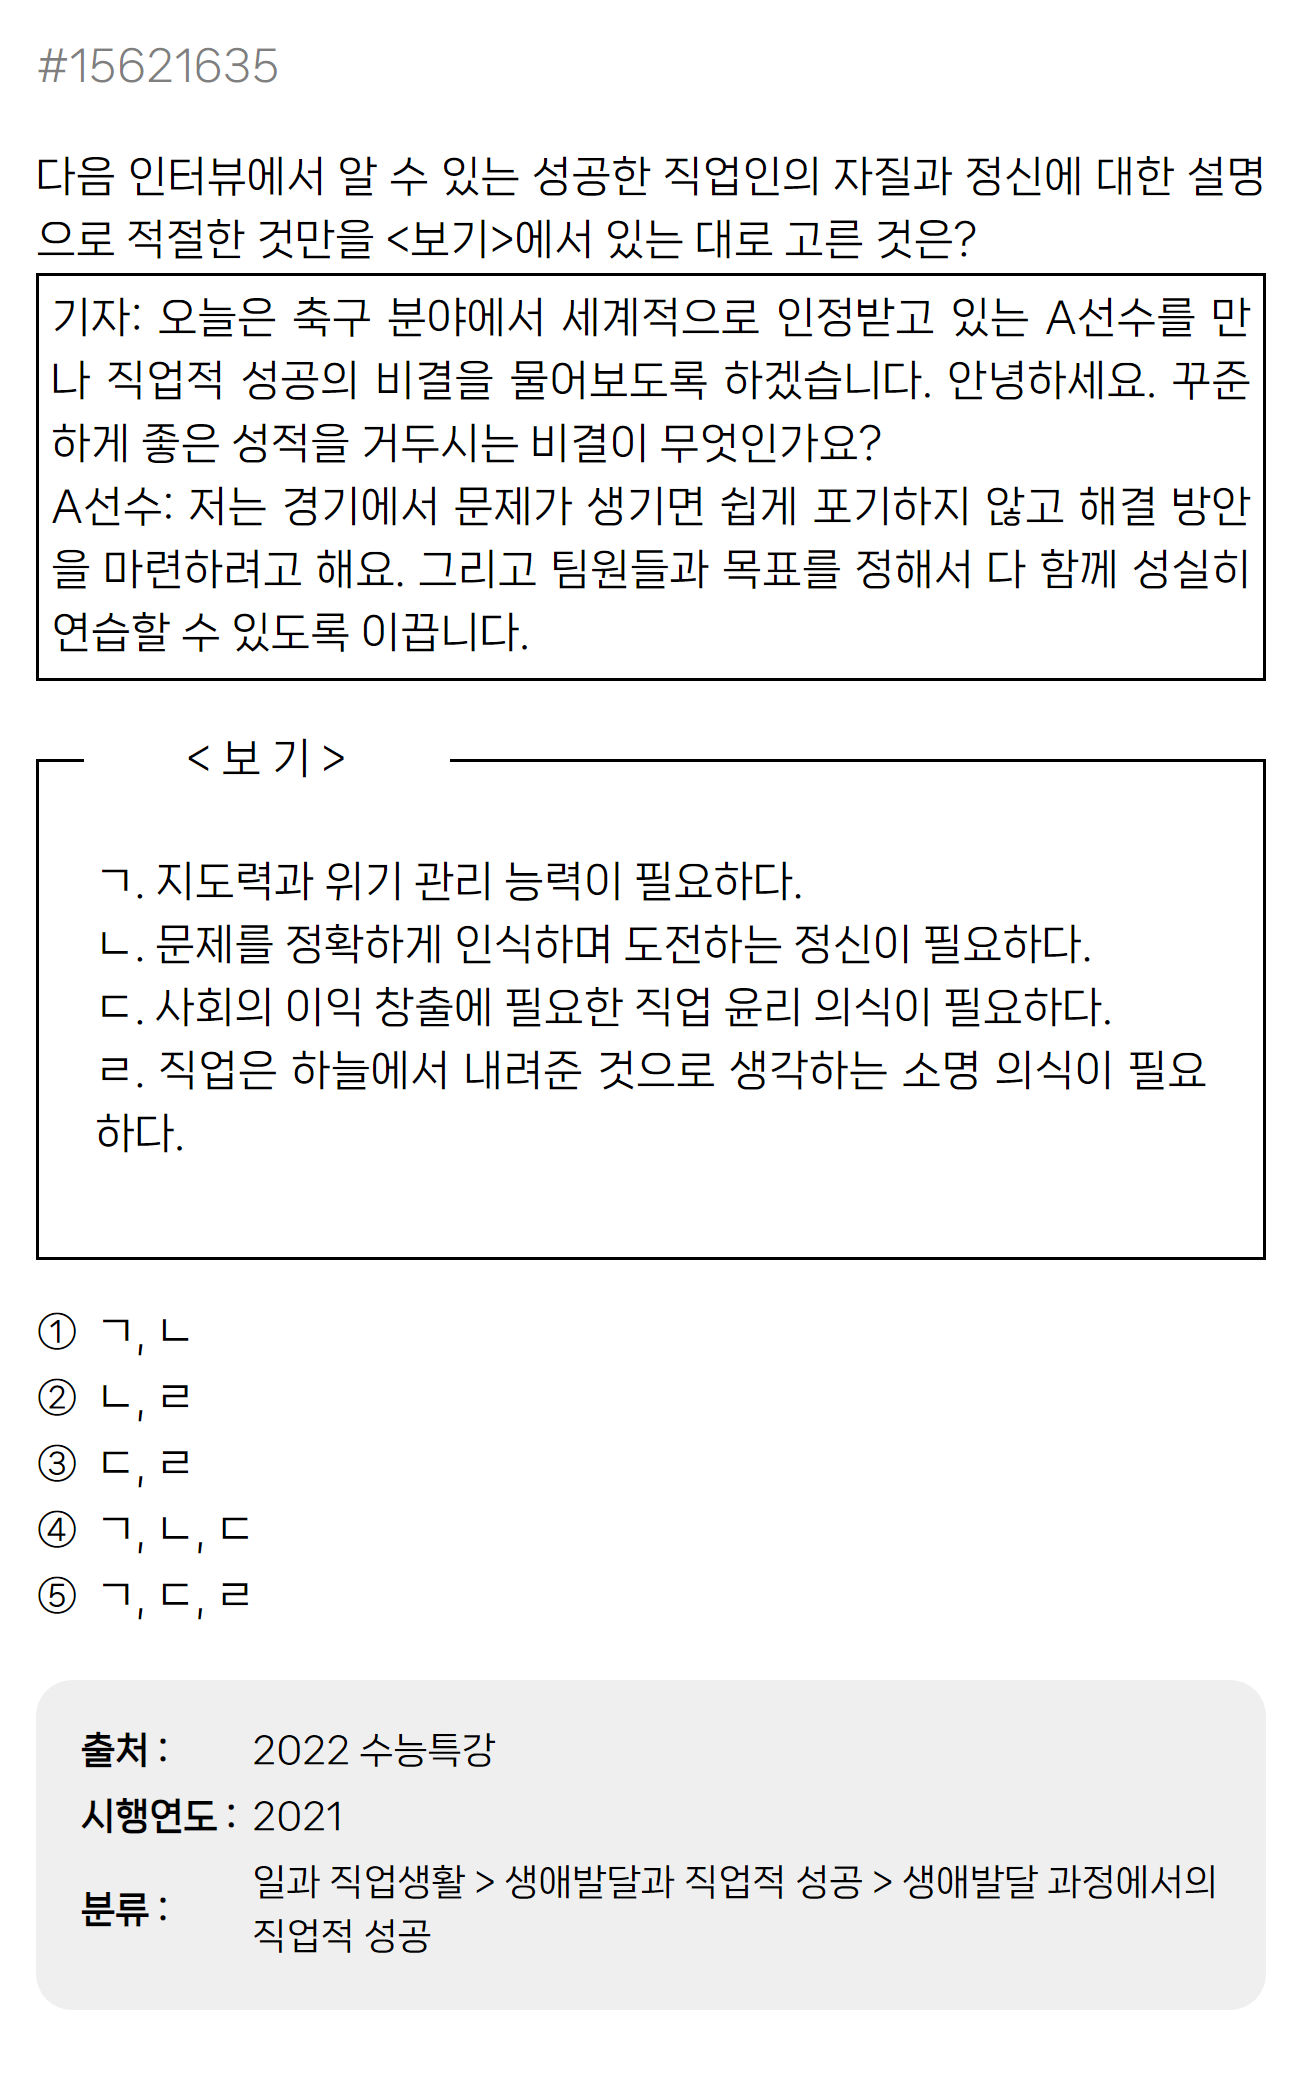 #15621635
다음 인터뷰에서 알 수 있는 성공한 직업인의 자질과 정신에 대한 설명
으로 적절한 것만을 <보기>에서 있는 대로 고른 것은?
기자: 오늘은 축구 분야에서 세계적으로 인정받고 있는 A선수를 만
나 직업적 성공의 비결을 물어보도록 하겠습니다. 안녕하세요. 꾸준
하게 좋은 성적을 거두시는 비결이 무엇인가요?
A선수: 저는 경기에서 문제가 생기면 쉽게 포기하지 않고 해결 방안
을 마련하려고 해요. 그리고 팀원들과 목표를 정해서 다 함께 성실히
연습할 수 있도록 이끕니다.
< 보 기 >
ㄱ. 지도력과 위기 관리 능력이 필요하다.
ㄴ. 문제를 정확하게 인식하며 도전하는 정신이 필요하다.
ㄷ. 사회의 이익 창출에 필요한 직업 윤리 의식이 필요하다.
ㄹ. 직업은 하늘에서 내려준 것으로 생각하는 소명 의식이 필요
하다.
① ㄱ, ㄴ
② ㄴ, ㄹ
③ ㄷ, ㄹ
④ ㄱ, ㄴ, ㄷ
⑤ ㄱ, ㄷ, ㄹ
출처 : 2022 수능특강
시행연도 : 2021
분류 : 일과 직업생활 > 생애발달과 직업적 성공 > 생애발달 과정에서의
직업적 성공